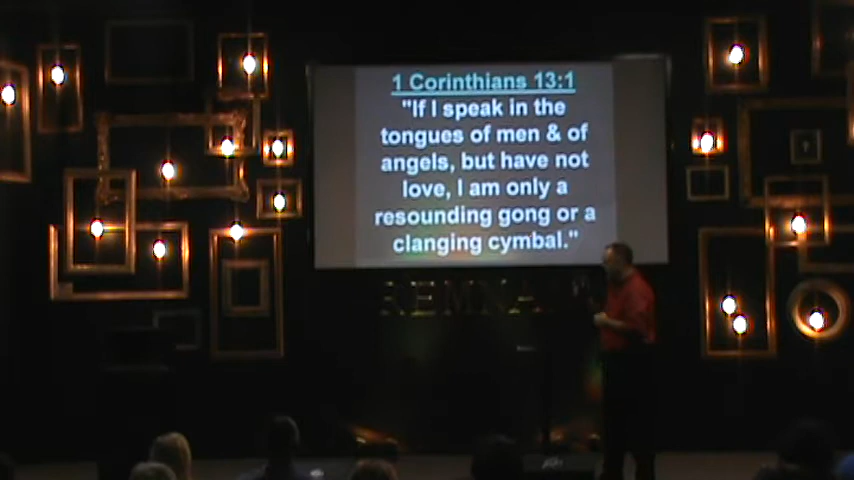 1 Corinthians 13:1
"If I speak in the
tongues of men & of
angels, but have not
love, I am only a
resounding gong or a
clanging cymbal."
REMNA